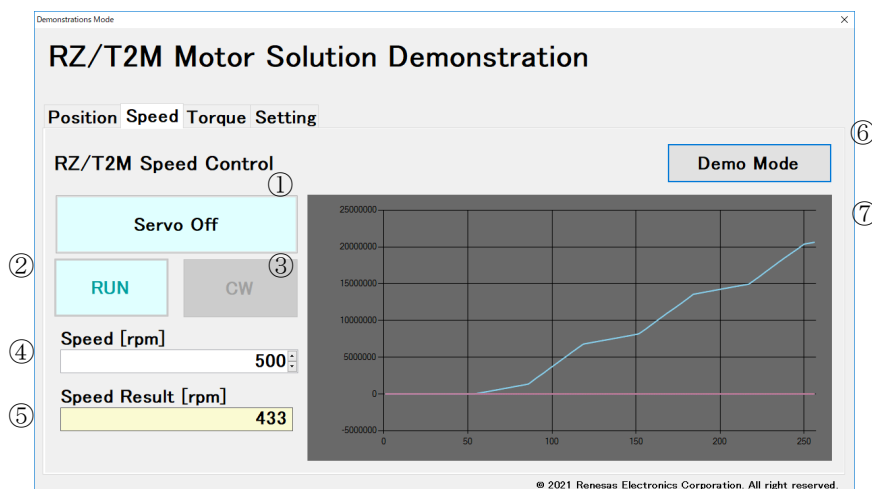 Demonstrations Mode
RZ/T2M Motor Solution Demonstration
Position Speed Torque Setting
⑥
RZ/T2M Speed Control
Demo Mode
①
Servo Off
⑦
②
RUN
③
CW
④
Speed [rpm]
500
⑤
Speed Result [rpm]
433
25000000
20000000
15000000
10000000
5000000
0
-5000000
0 50 100 150 200 250
© 2021 Renesas Electronics Corporation. All right reserved.